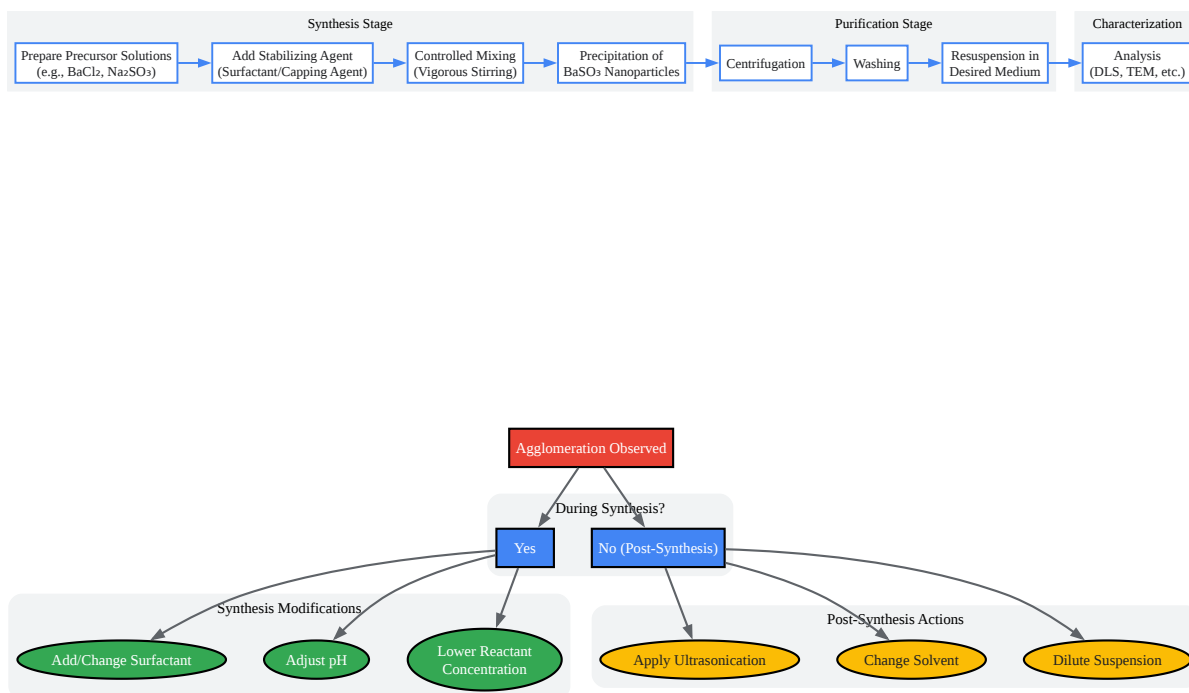 Synthesis Stage
Purification Stage
Characterization
Prepare Precursor Solutions
(e.g., BaCl₂, Na₂SO₃)
Add Stabilizing Agent
(Surfactant/Capping Agent)
Controlled Mixing
(Vigorous Stirring)
Precipitation of
BaSO₃ Nanoparticles
Centrifugation
Washing
Resuspension in
Desired Medium
Analysis
(DLS, TEM, etc.)
Agglomeration Observed
During Synthesis?
Yes
No (Post-Synthesis)
Synthesis Modifications
Post-Synthesis Actions
Add/Change Surfactant
Adjust pH
Lower Reactant
Concentration
Apply Ultrasonication
Change Solvent
Dilute Suspension